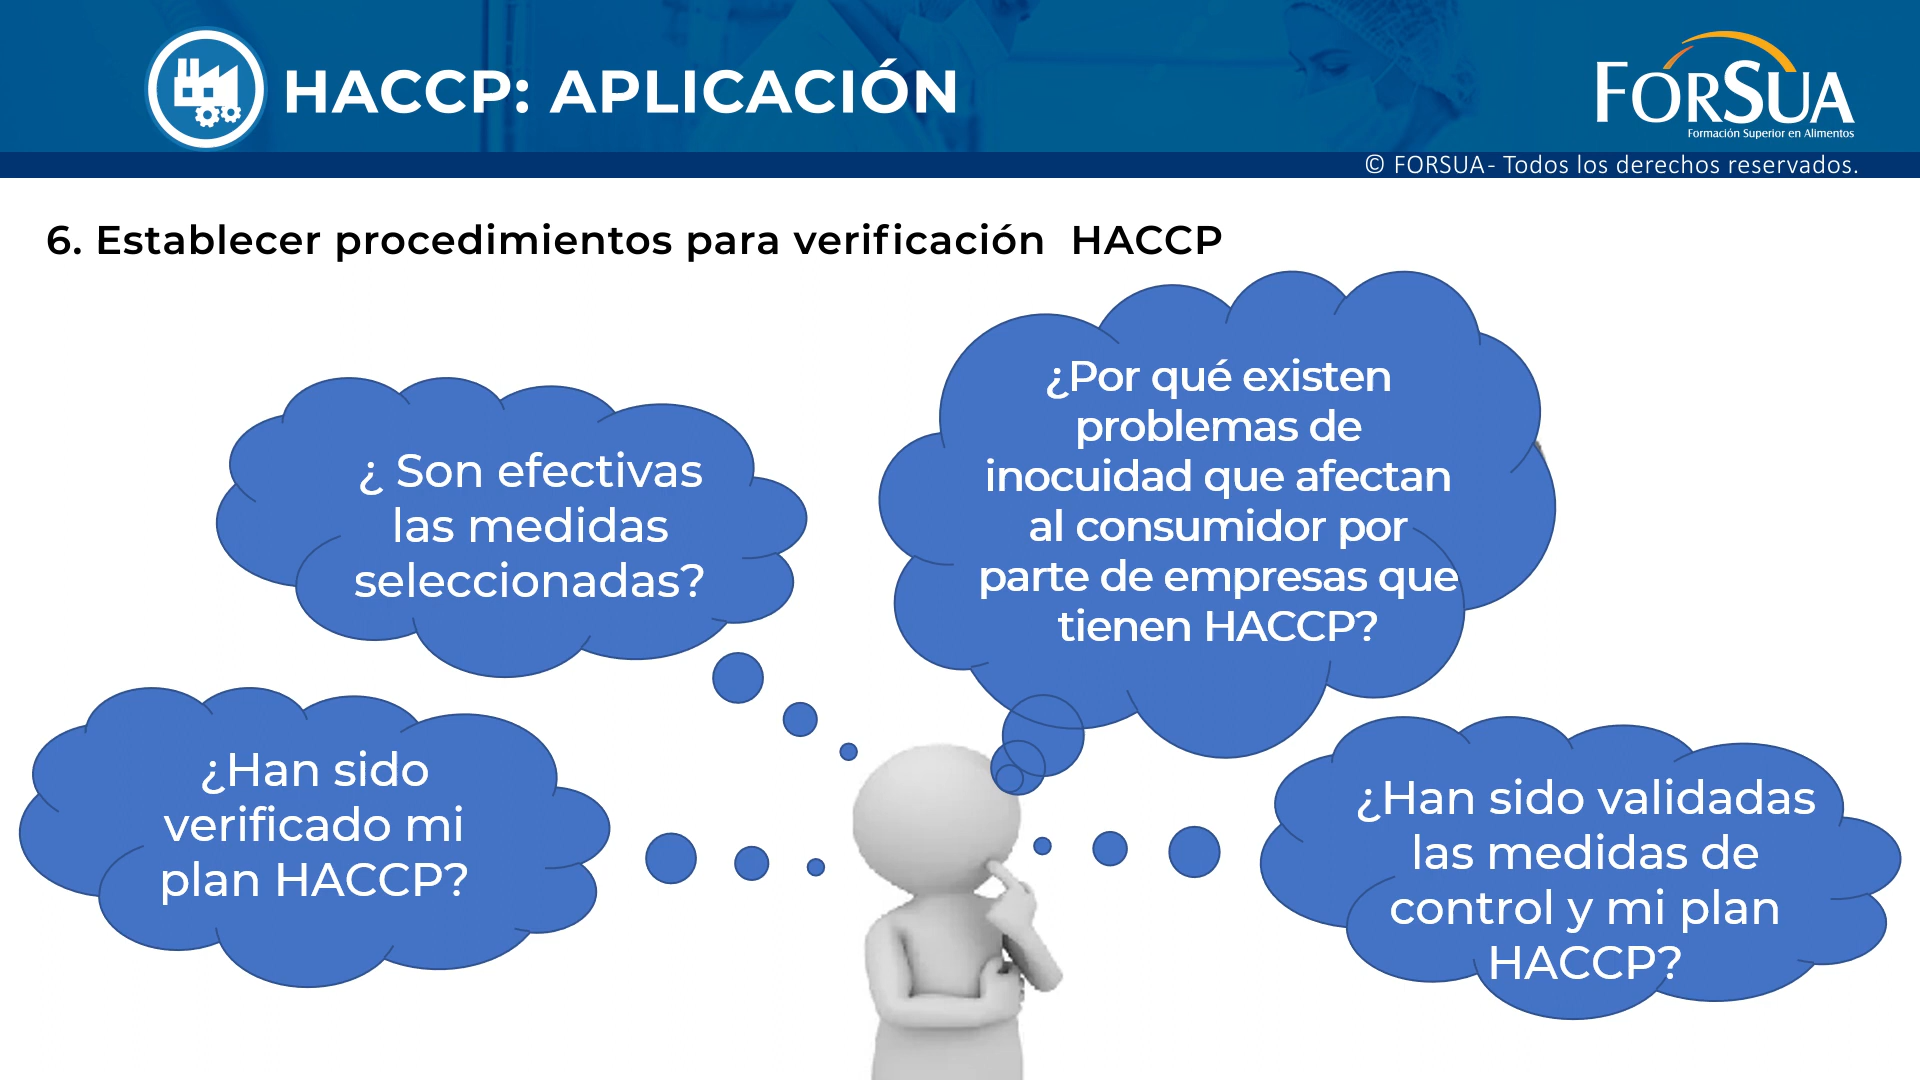 HACCP: APLICACIÓN
FORSUA
Formación Superior en Alimentos
© FORSUA- Todos los derechos reservados.
6. Establecer procedimientos para verificación  HACCP
¿ Son efectivas
las medidas
seleccionadas?
¿Por qué existen
problemas de
inocuidad que afectan
al consumidor por
parte de empresas que
tienen HACCP?
¿Han sido
verificado mi
plan HACCP?
¿Han sido validadas
las medidas de
control y mi plan
HACCP?